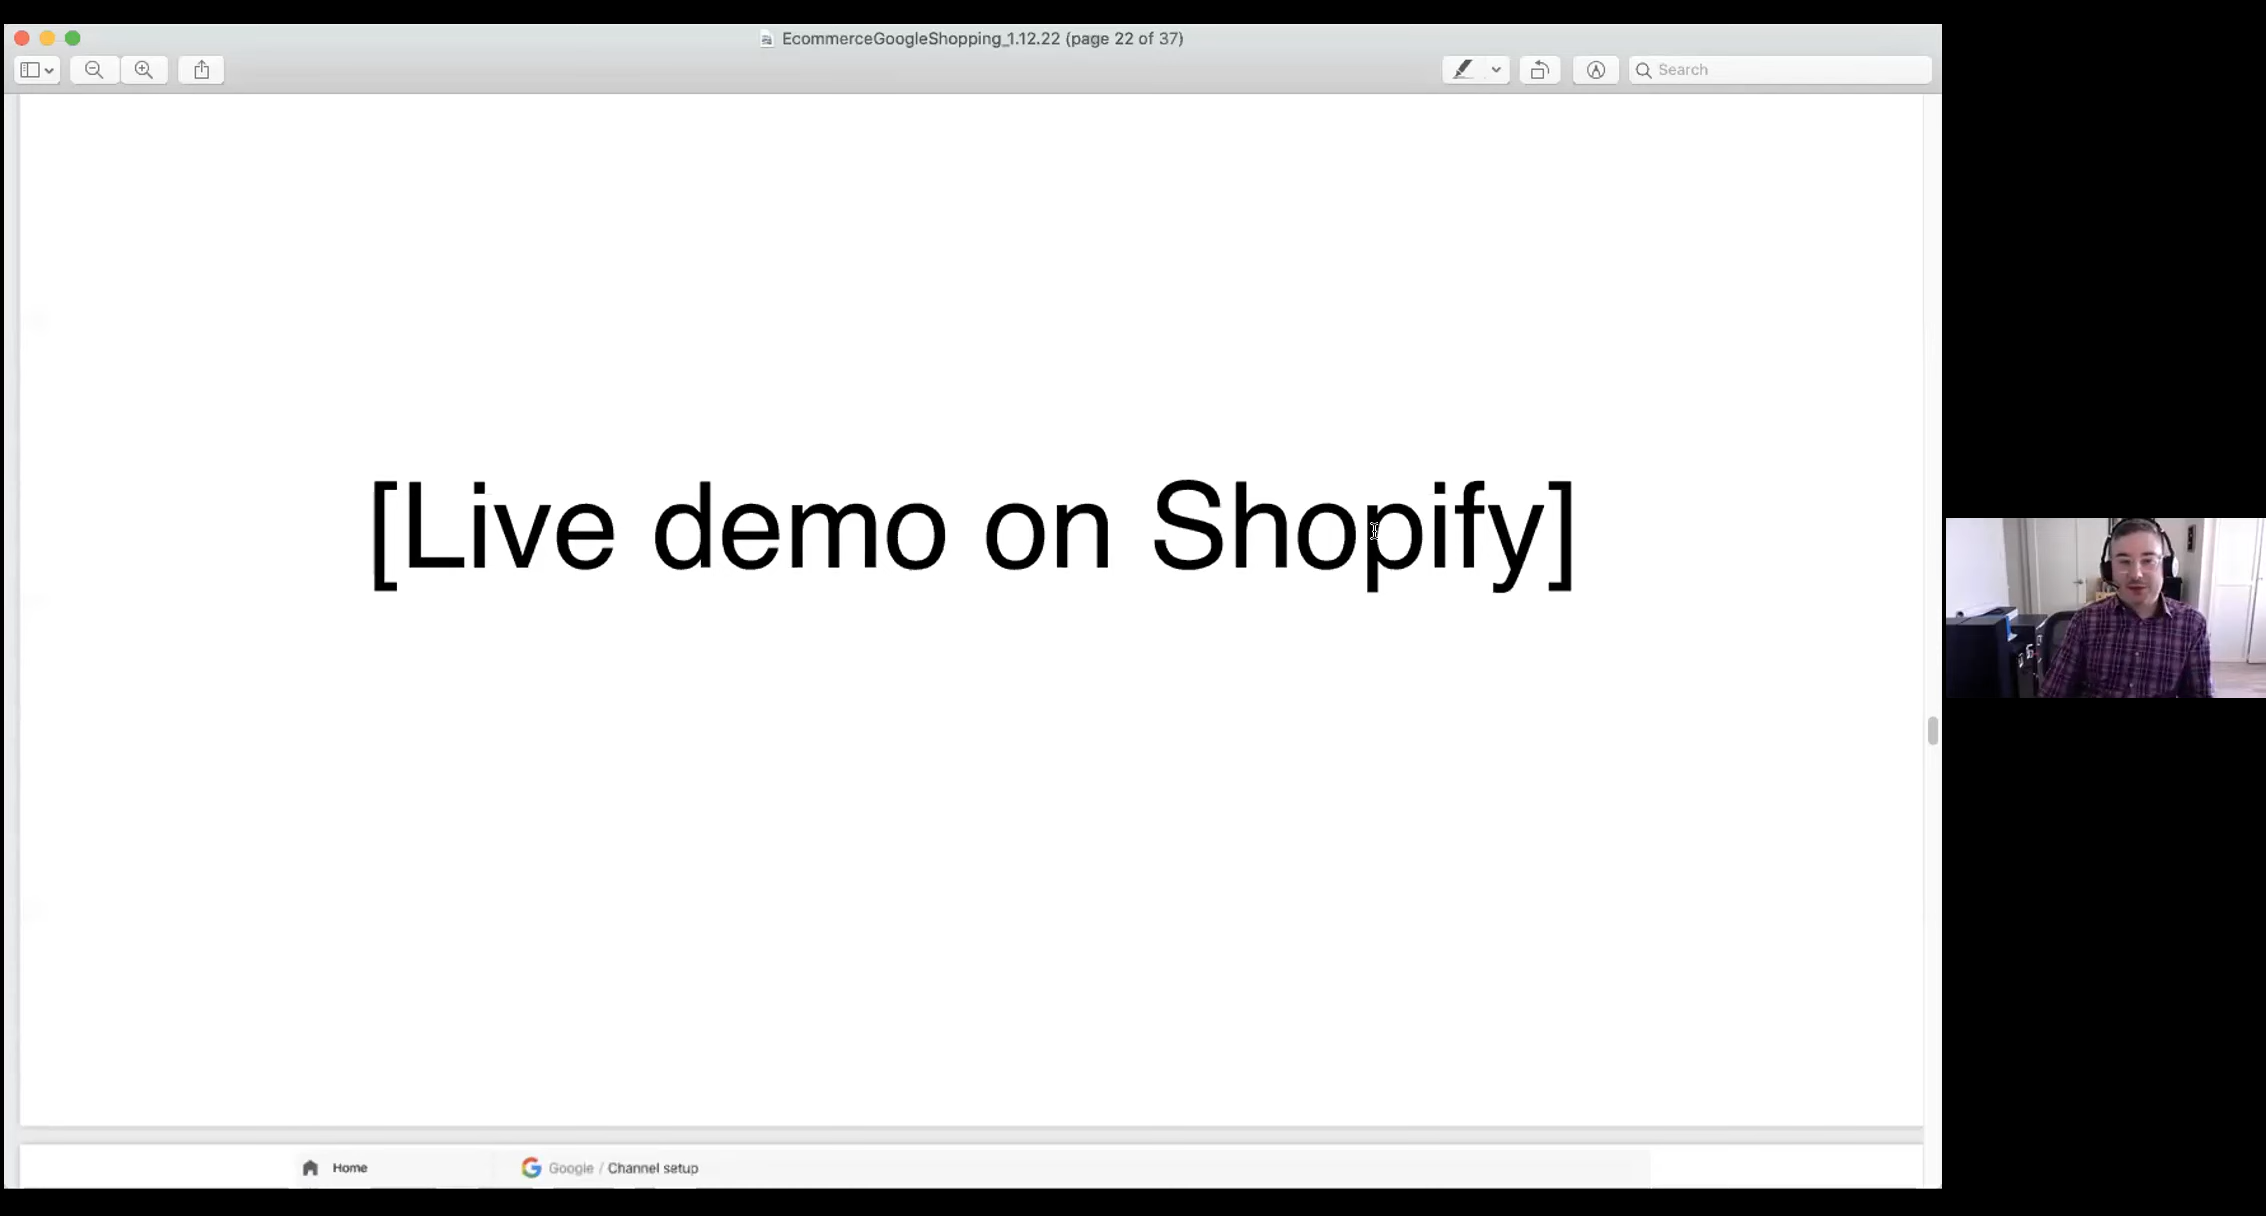 EcommerceGoogleShopping_1.12.22 (page 22 of 37)
Search
[Live demo on Shopify]
Home
Google / Channel setup